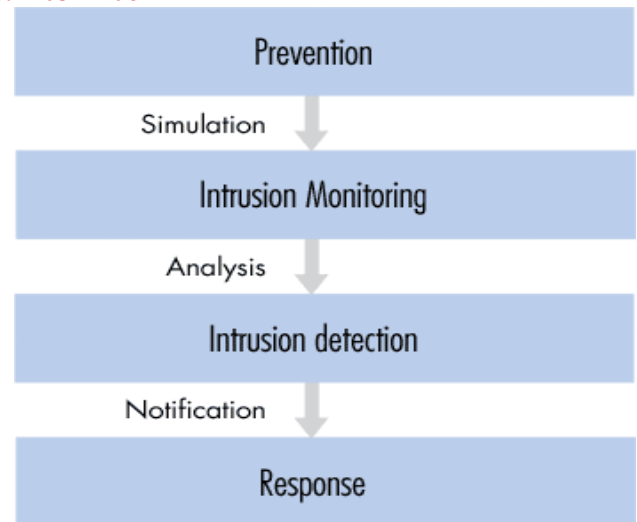 Prevention
Simulation
Intrusion Monitoring
Analysis
Intrusion detection
Notification
Response